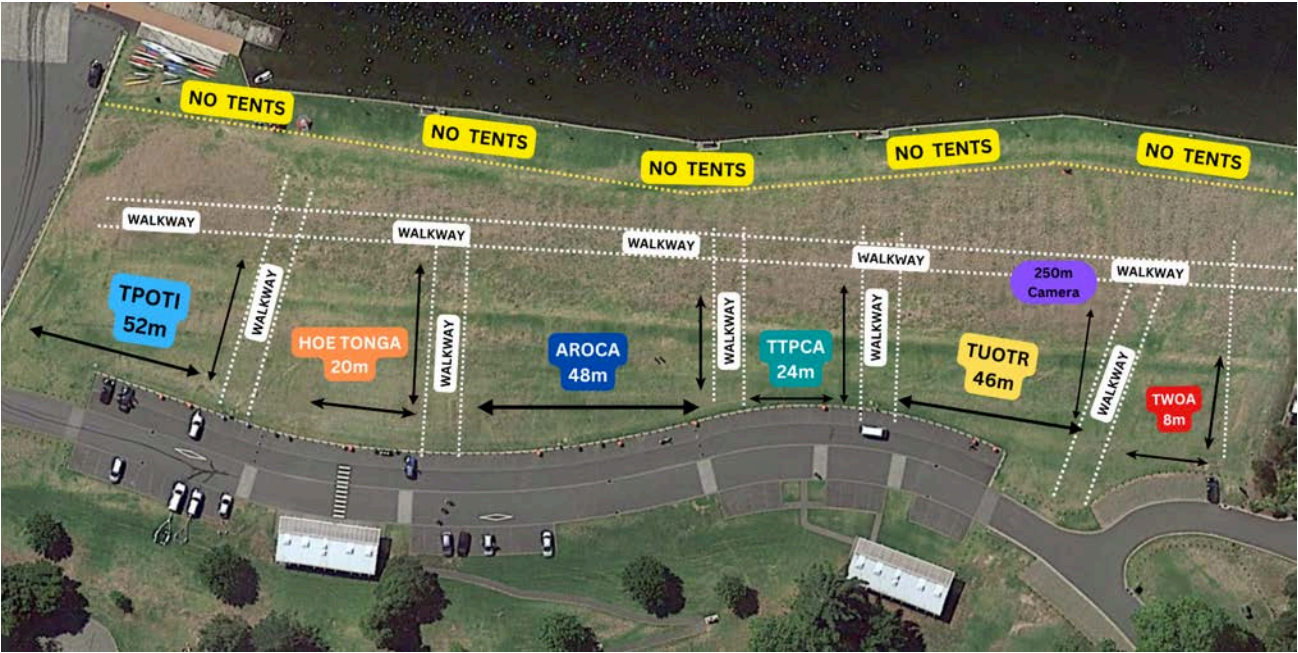 NO TENTS
NO TENTS
NO TENTS
NO TENTS
NO TENTS
WALKWAY
WALKWAY
WALKWAY
WALKWAY
WALKWAY
250m
Camera
TPOTI
52m
WALKWAY
HOE TONGA
20m
WALKWAY
AROCA
48m
WALKWAY
TTPCA
24m
WALKWAY
TUOTR
46m
WALKWAY
TWOA
8m